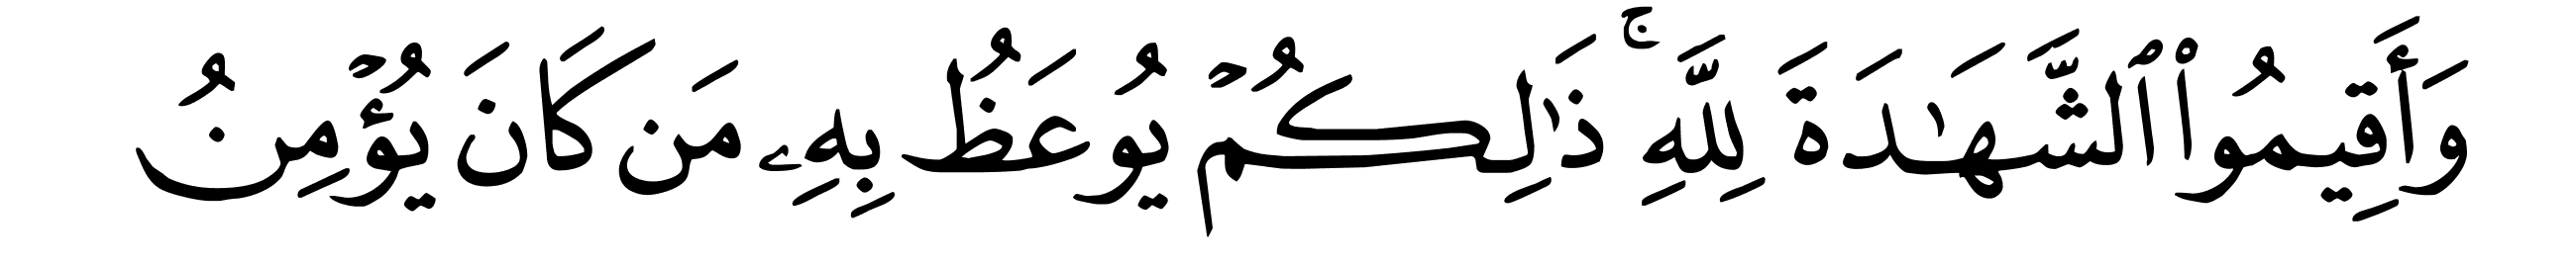 وَأَقِيمُوا۟ ٱلشَّهَٰدَةَ لِلَّهِ ۚ ذَٰلِكُمْ يُوعَظُ بِهِۦ مَن كَانَ يُؤْمِنُ